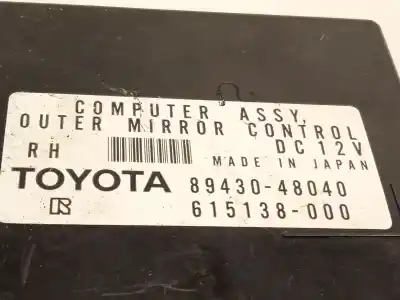 COMPUTER ASSY,
OUTER MIRROR CONTROL
RH DC 12V
MADE IN JAPAN
TOYOTA 89430-48040
R 615138-000